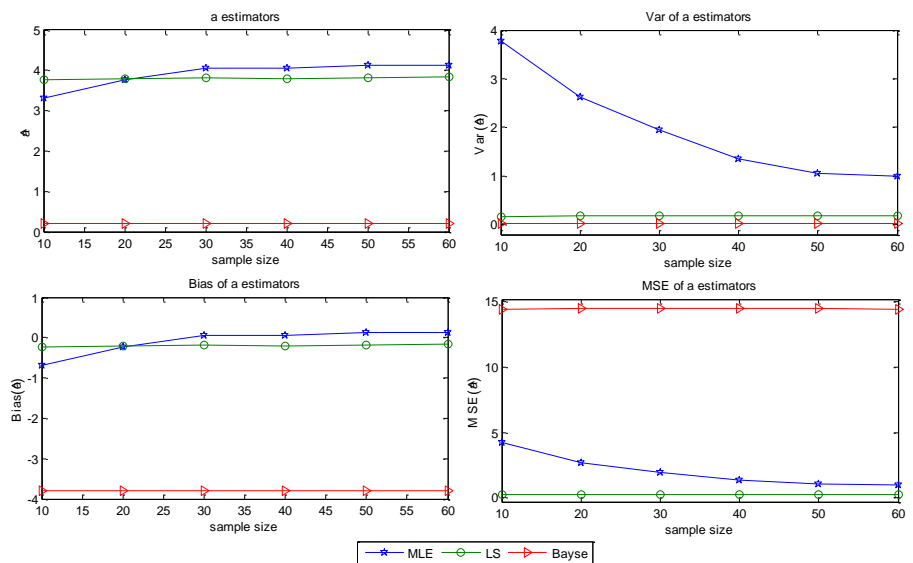 a estimators
5
4
3
2
1
0
â
10 15 20 25 30 35 40 45 50 55 60
sample size
Var of a estimators
4
3
2
1
0
Var (â)
10 20 30 40 50 60
sample size
Bias of a estimators
1
0
-1
-2
-3
-4
Bias(â)
10 15 20 25 30 35 40 45 50 55 60
sample size
MSE of a estimators
15
10
5
0
MSE (â)
10 20 30 40 50 60
sample size
MLE LS Bayse